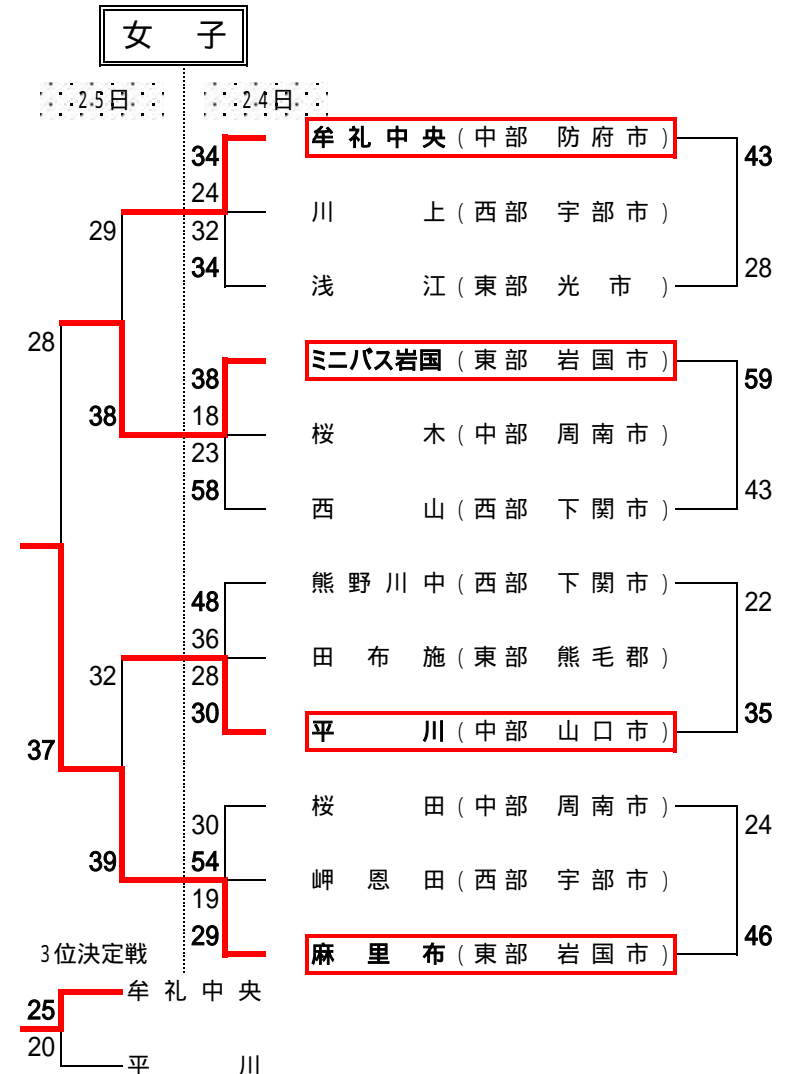 女 子
25日 24日
34 牟礼中央(中部 防府市) 43
24
29 川上(西部 宇部市)
32
34 28
浅江(東部 光市)
28
ミニバス岩国(東部 岩国市)
38 59
38 18
桜木(中部 周南市)
23
58 43
西山(西部 下関市)
熊野川中(西部 下関市)
48 22
36
田布施(東部 熊毛郡)
32 28
30 35
平川(中部 山口市)
37
桜田(中部 周南市)
30 24
39 54
岬恩田(西部 宇部市)
19
29 46
3位決定戦 麻里布(東部 岩国市)
牟礼中央
25
20
平川